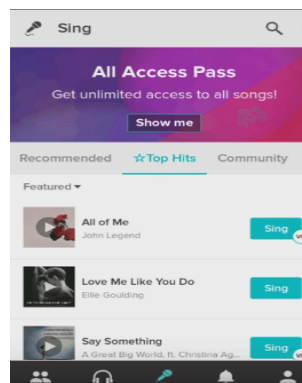 Sing
All Access Pass
Get unlimited access to all songs!
Show me
Recommended ☆Top Hits Community
Featured
All of Me
John Legend
Sing
Love Me Like You Do
Ellie Goulding
Sing
Say Something
A Great Big World, ft. Christina Ag...
Sing